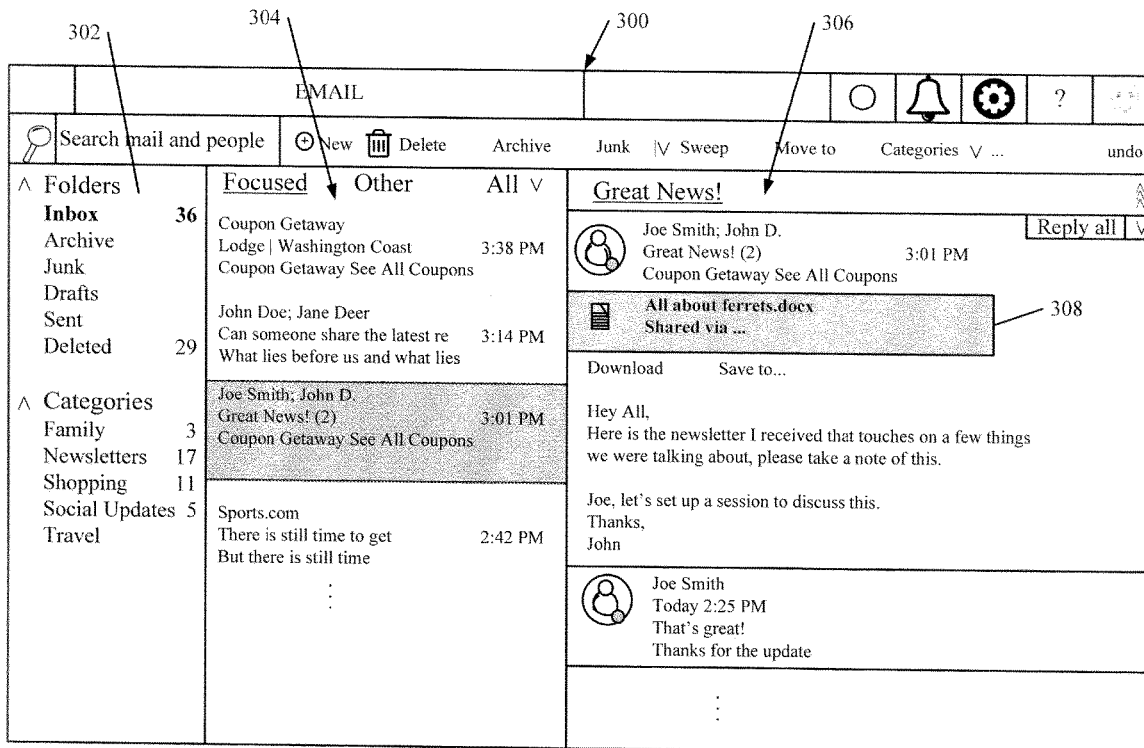 302
304
300
306
EMAIL
?
Search mail and people
New
Delete
Archive
Junk
Sweep
Move to
Categories
...
undo
Folders
Inbox 36
Archive
Junk
Drafts
Sent
Deleted 29
Categories
Family 3
Newsletters 17
Shopping 11
Social Updates 5
Travel
Focused
Other
All
Coupon Getaway
Lodge | Washington Coast 3:38 PM
Coupon Getaway See All Coupons
John Doe; Jane Deer
Can someone share the latest re 3:14 PM
What lies before us and what lies
Joe Smith; John D.
Great News! (2) 3:01 PM
Coupon Getaway See All Coupons
Sports.com
There is still time to get 2:42 PM
But there is still time
Great News!
Reply all
Joe Smith; John D.
Great News! (2) 3:01 PM
Coupon Getaway See All Coupons
All about ferrets.docx
Shared via ...
308
Download Save to...
Hey All,
Here is the newsletter I received that touches on a few things
we were talking about, please take a note of this.
Joe, let's set up a session to discuss this.
Thanks,
John
Joe Smith
Today 2:25 PM
That's great!
Thanks for the update